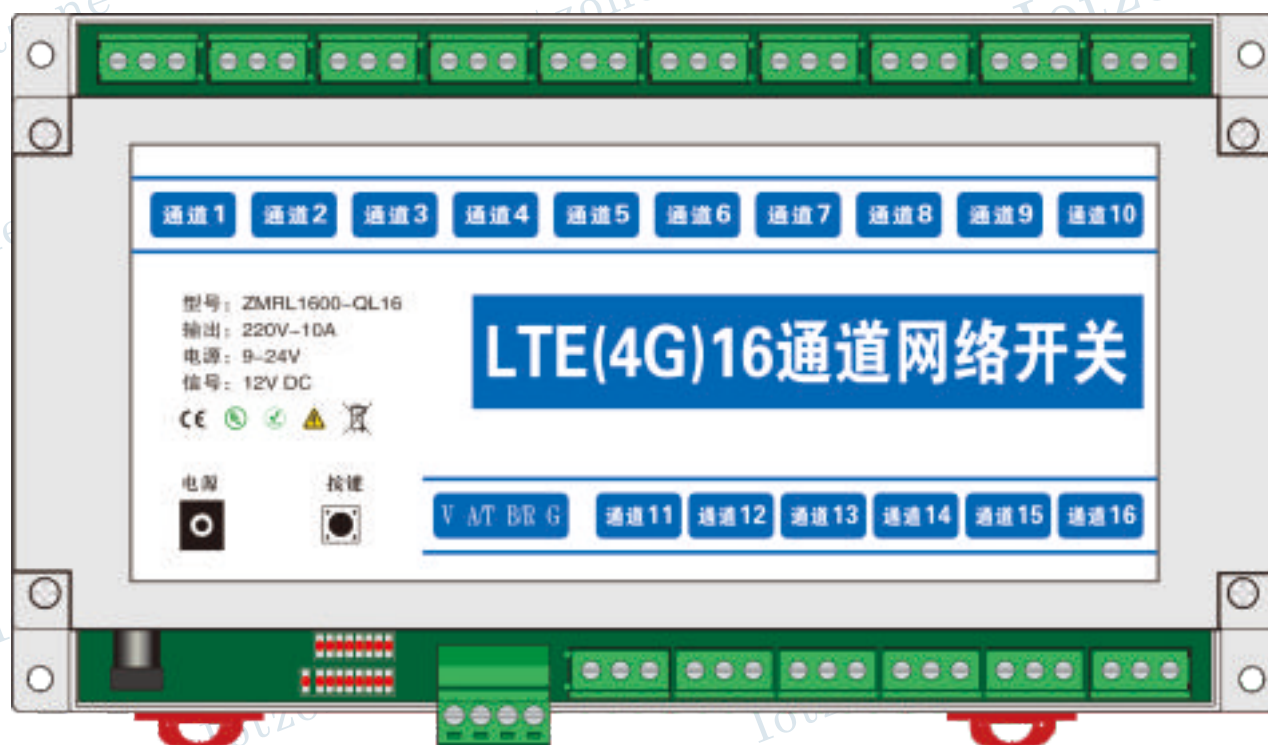 通道1 通道2 通道3 通道4 通道5 通道6 通道7 通道8 通道9 通道10
型号：ZMRL1600-QL16
输出：220V-10A
电源：9-24V
信号：12V DC
CE
LTE(4G)16通道网络开关
电源 按键
V A/T B/R G 通道11 通道12 通道13 通道14 通道15 通道16
Iotzo
Iotzo